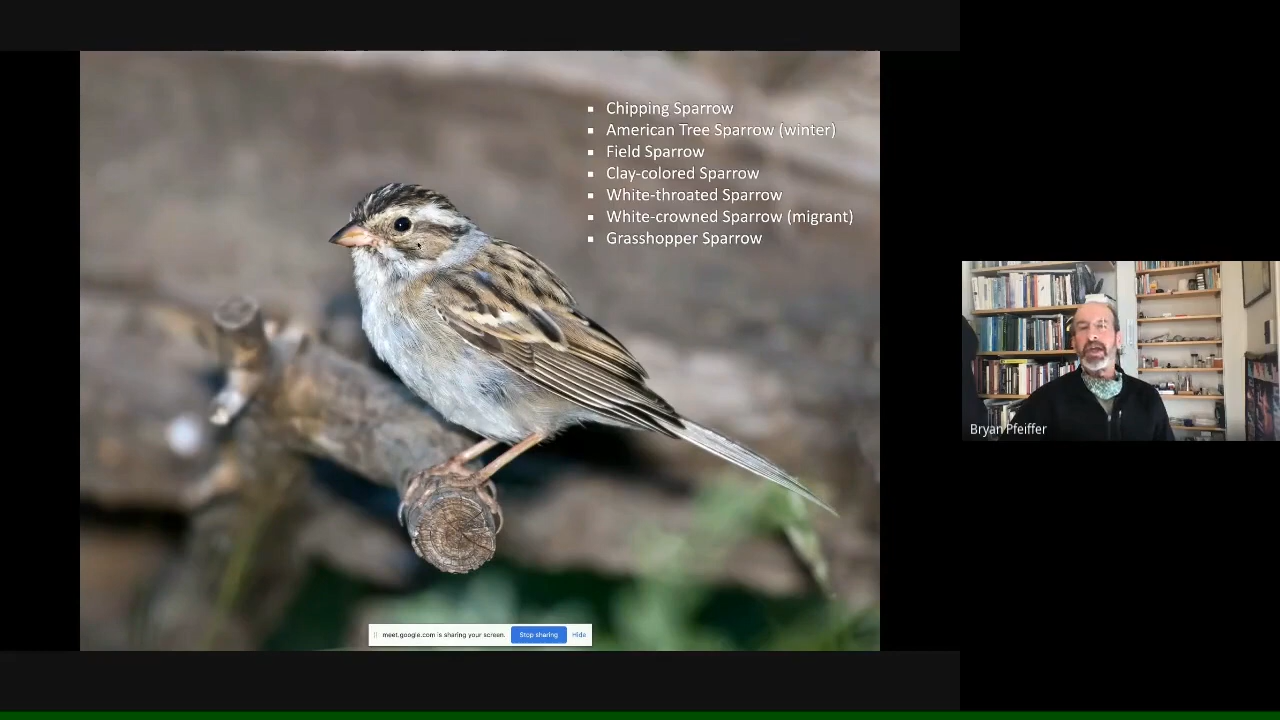 Chipping Sparrow
American Tree Sparrow (winter)
Field Sparrow
Clay-colored Sparrow
White-throated Sparrow
White-crowned Sparrow (migrant)
Grasshopper Sparrow
Bryan Pfeiffer
meet.google.com is sharing your screen. Stop sharing Hide